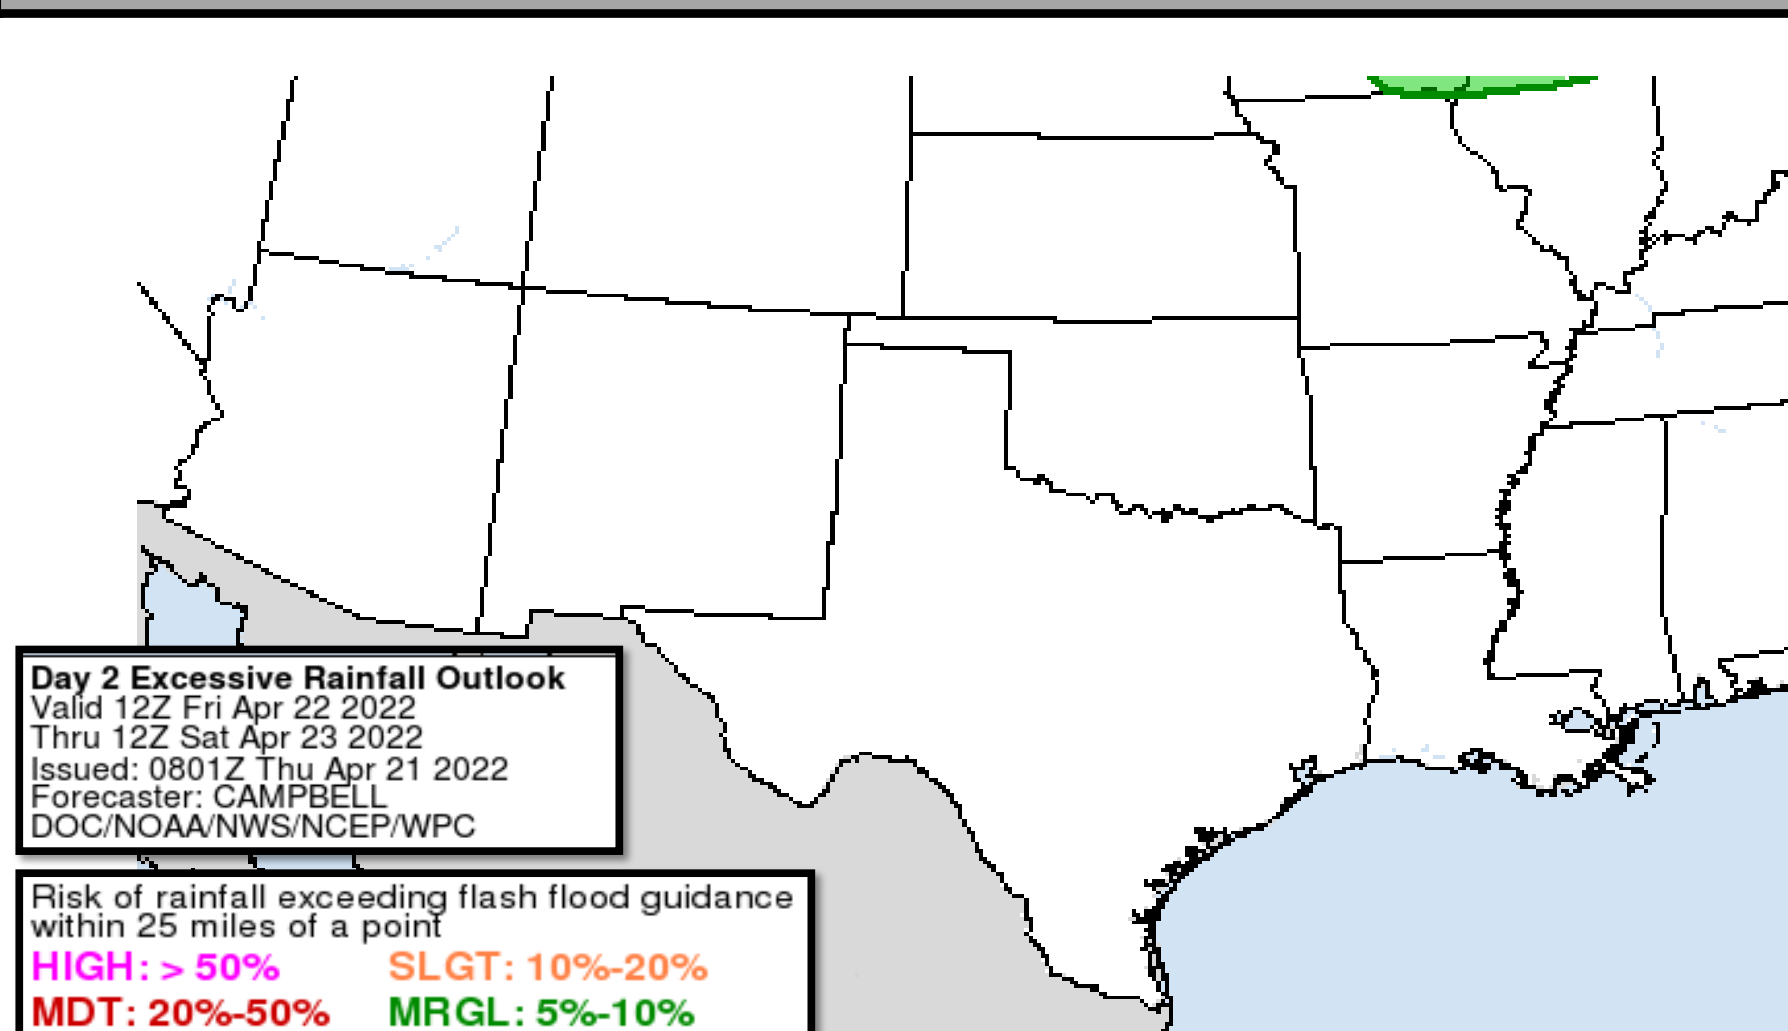 Day 2 Excessive Rainfall Outlook
Valid 12Z Fri Apr 22 2022
Thru 12Z Sat Apr 23 2022
Issued: 0801Z Thu Apr 21 2022
Forecaster: CAMPBELL
DOC/NOAA/NWS/NCEP/WPC
Risk of rainfall exceeding flash flood guidance
within 25 miles of a point
HIGH: > 50% SLGT: 10%-20%
MDT: 20%-50% MRGL: 5%-10%